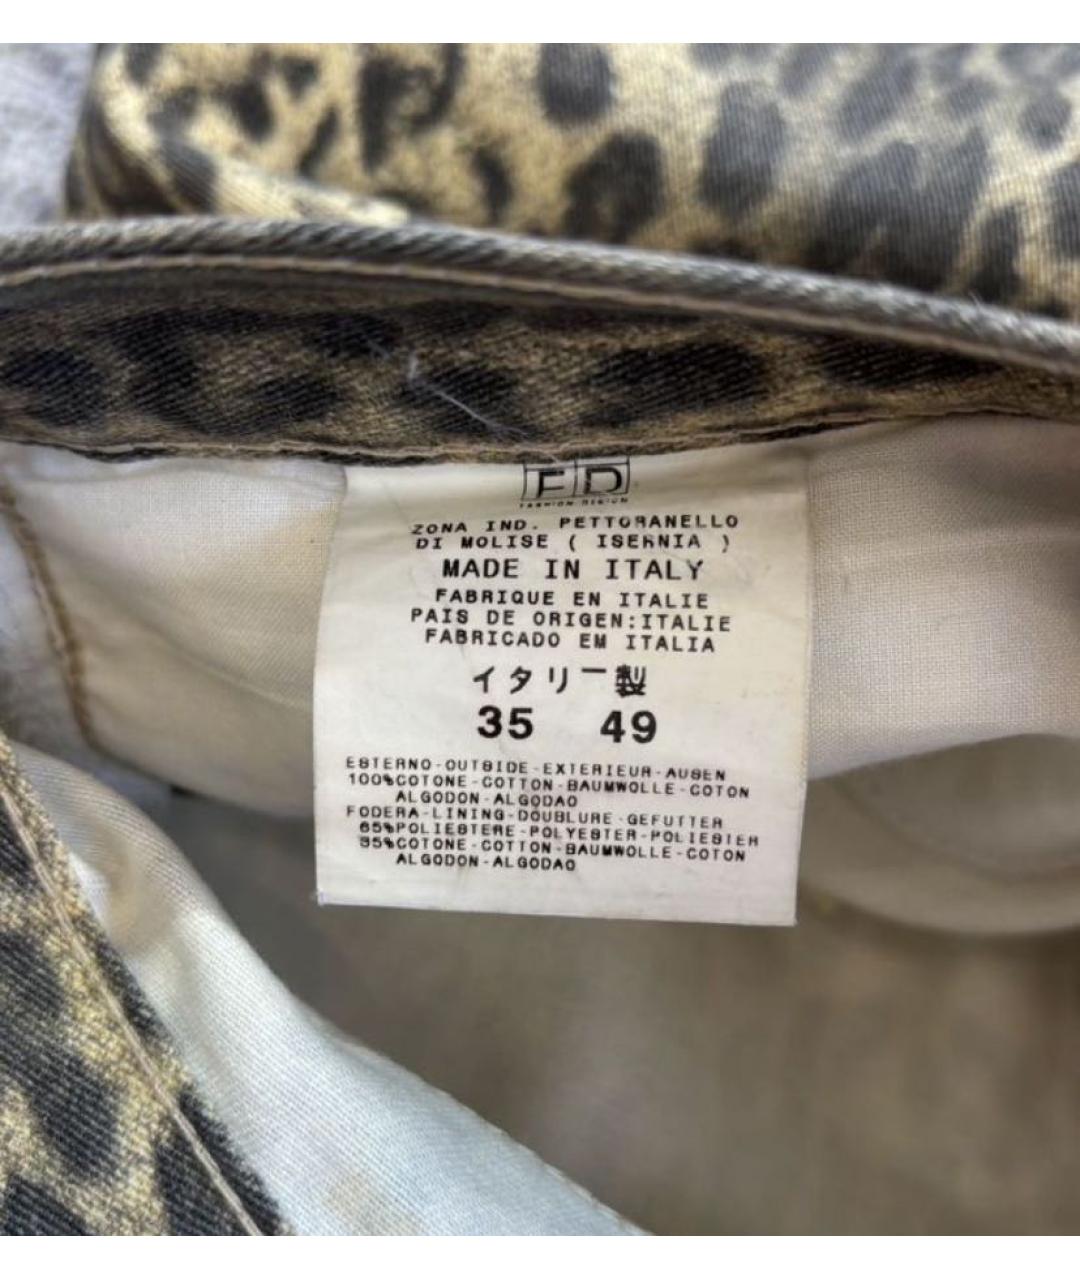 FD
FASHION DESIGN
ZONA IND. PETTORANELLO
DI MOLISE ( ISERNIA )
MADE IN ITALY
FABRIQUE EN ITALIE
PAIS DE ORIGEN:ITALIE
FABRICADO EM ITALIA
イタリー製
35 49
ESTERNO-OUTSIDE-EXTERIEUR-AUSEN
100%COTONE-COTTON-BAUMWOLLE-COTON
ALGODON-ALGODAO
FODERA-LINING-DOUBLURE-GEFUTTER
65%POLIESTERE-POLYESTER-POLIESTER
35%COTONE-COTTON-BAUMWOLLE-COTON
ALGODON-ALGODAO